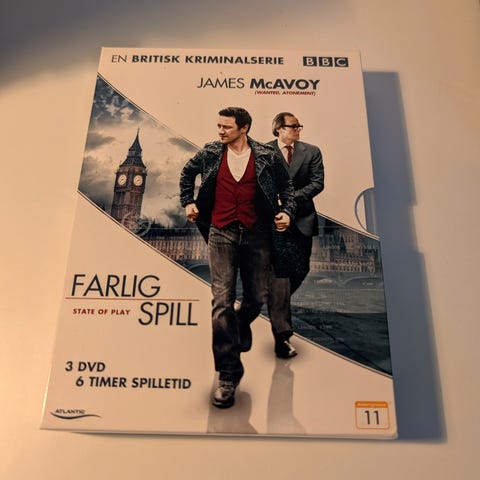 EN BRITISK KRIMINALSERIE
BBC
JAMES McAVOY
(WANTED, ATONEMENT)
FARLIG
STATE OF PLAY
SPILL
3 DVD
6 TIMER SPILLETID
ATLANTIC
11